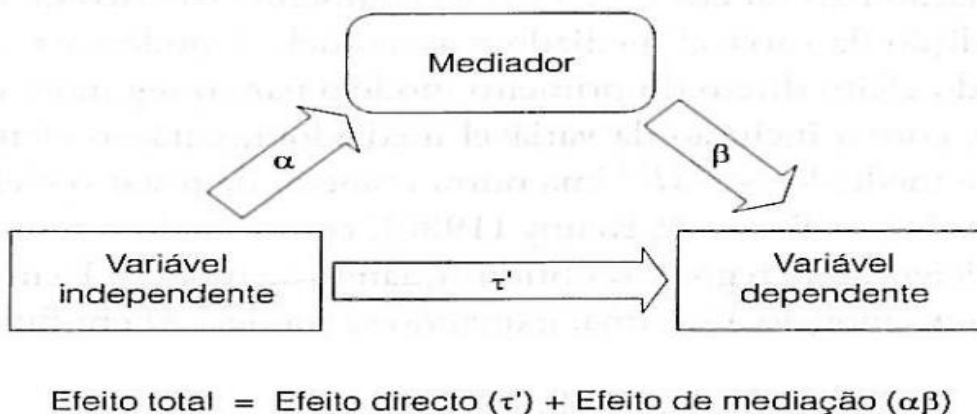 Mediador
α
β
Variável
independente
τ'
Variável
dependente
Efeito total = Efeito directo (τ') + Efeito de mediação (αβ)